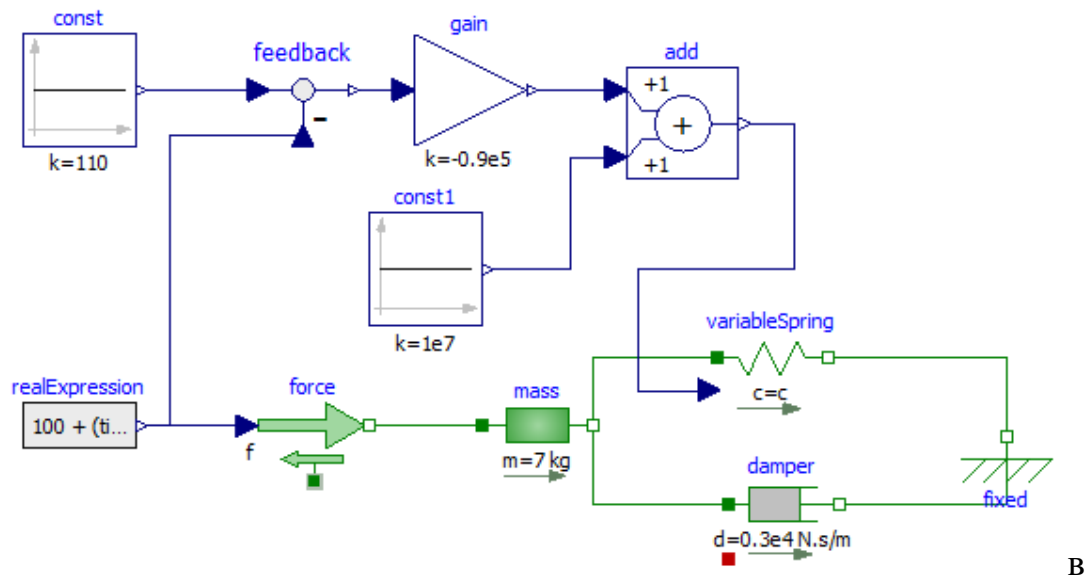 const
k=110
feedback
−
gain
k=-0.9e5
add
+1
+
+1
const1
k=1e7
variableSpring
c=c
realExpression
100 + (ti...
force
f
mass
m=7 kg
damper
d=0.3e4 N.s/m
fixed
в